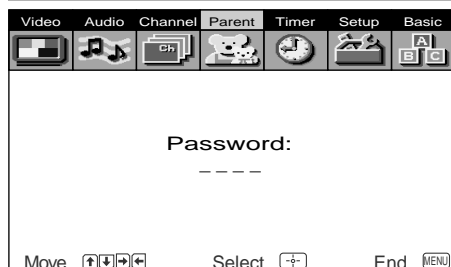 Video Audio Channel Parent Timer Setup Basic
Ch A B C
Password:
_ _ _ _
Move Select End MENU